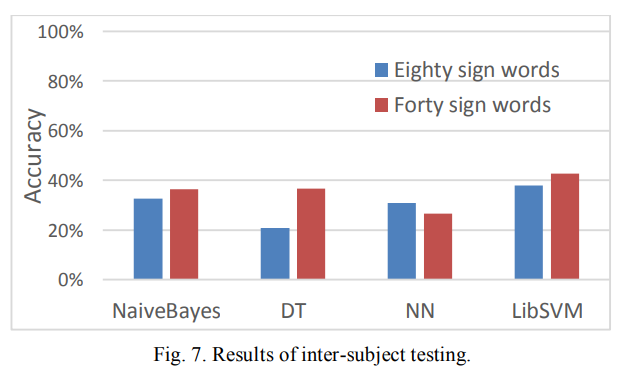 100%
80%
60%
40%
20%
0%
Accuracy
Eighty sign words
Forty sign words
NaiveBayes DT NN LibSVM
Fig. 7. Results of inter-subject testing.